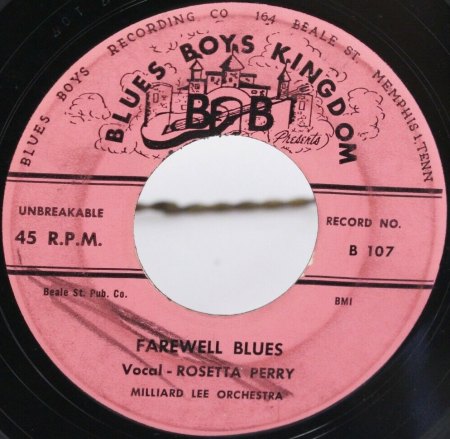 BLUES BOYS RECORDING CO 164 BEALE ST. MEMPHIS 1, TENN
BLUES BOYS KINGDOM
BOB
Presents
UNBREAKABLE
45 R.P.M.
RECORD NO.
B 107
Beale St. Pub. Co.
BMI
FAREWELL BLUES
Vocal - ROSETTA PERRY
MILLIARD LEE ORCHESTRA